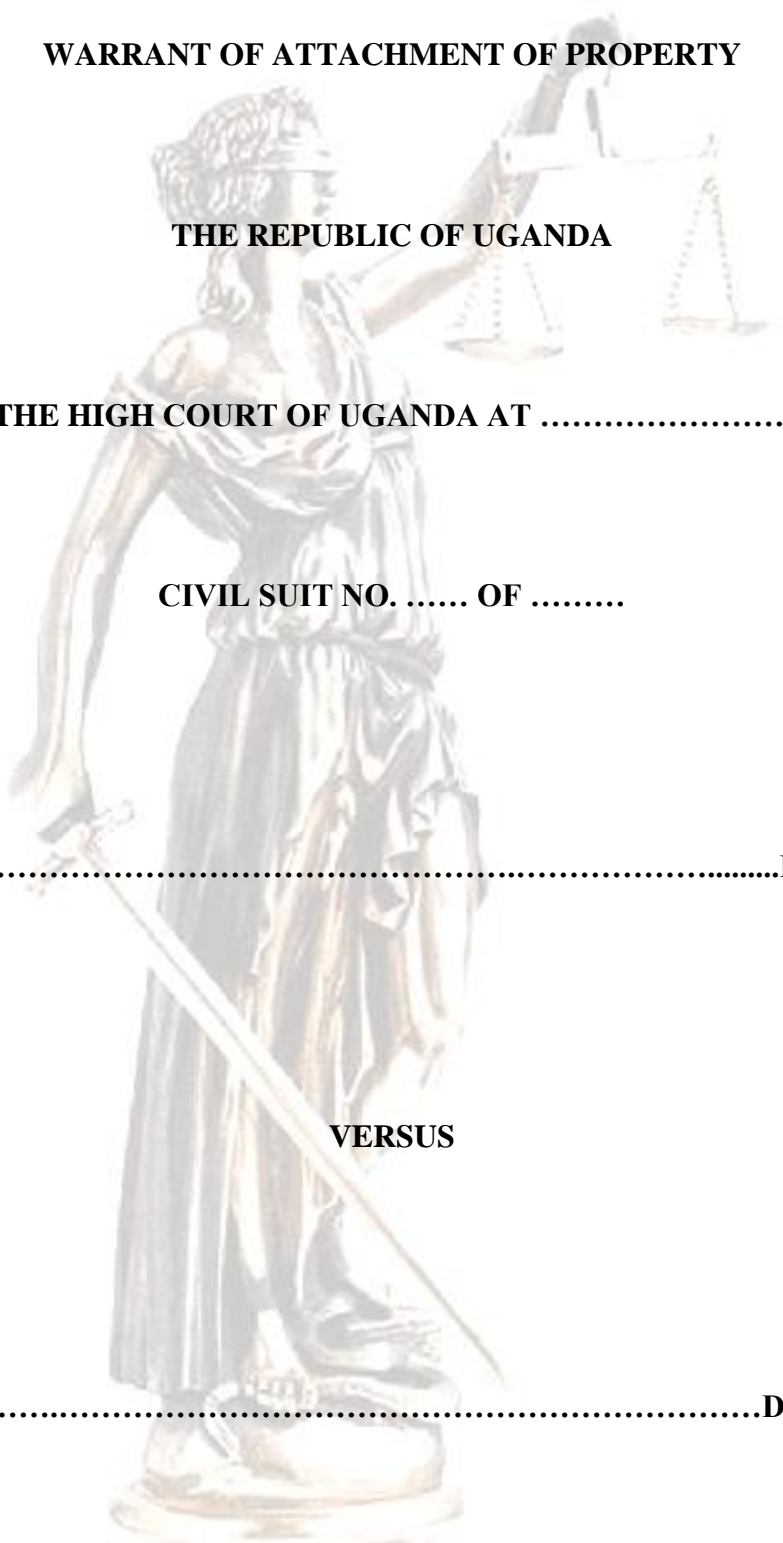 WARRANT OF ATTACHMENT OF PROPERTY
THE REPUBLIC OF UGANDA
THE HIGH COURT OF UGANDA AT ……………………
CIVIL SUIT NO. …… OF ………
……………………………………………..………………..........
VERSUS
…….………………………….…………………………………D